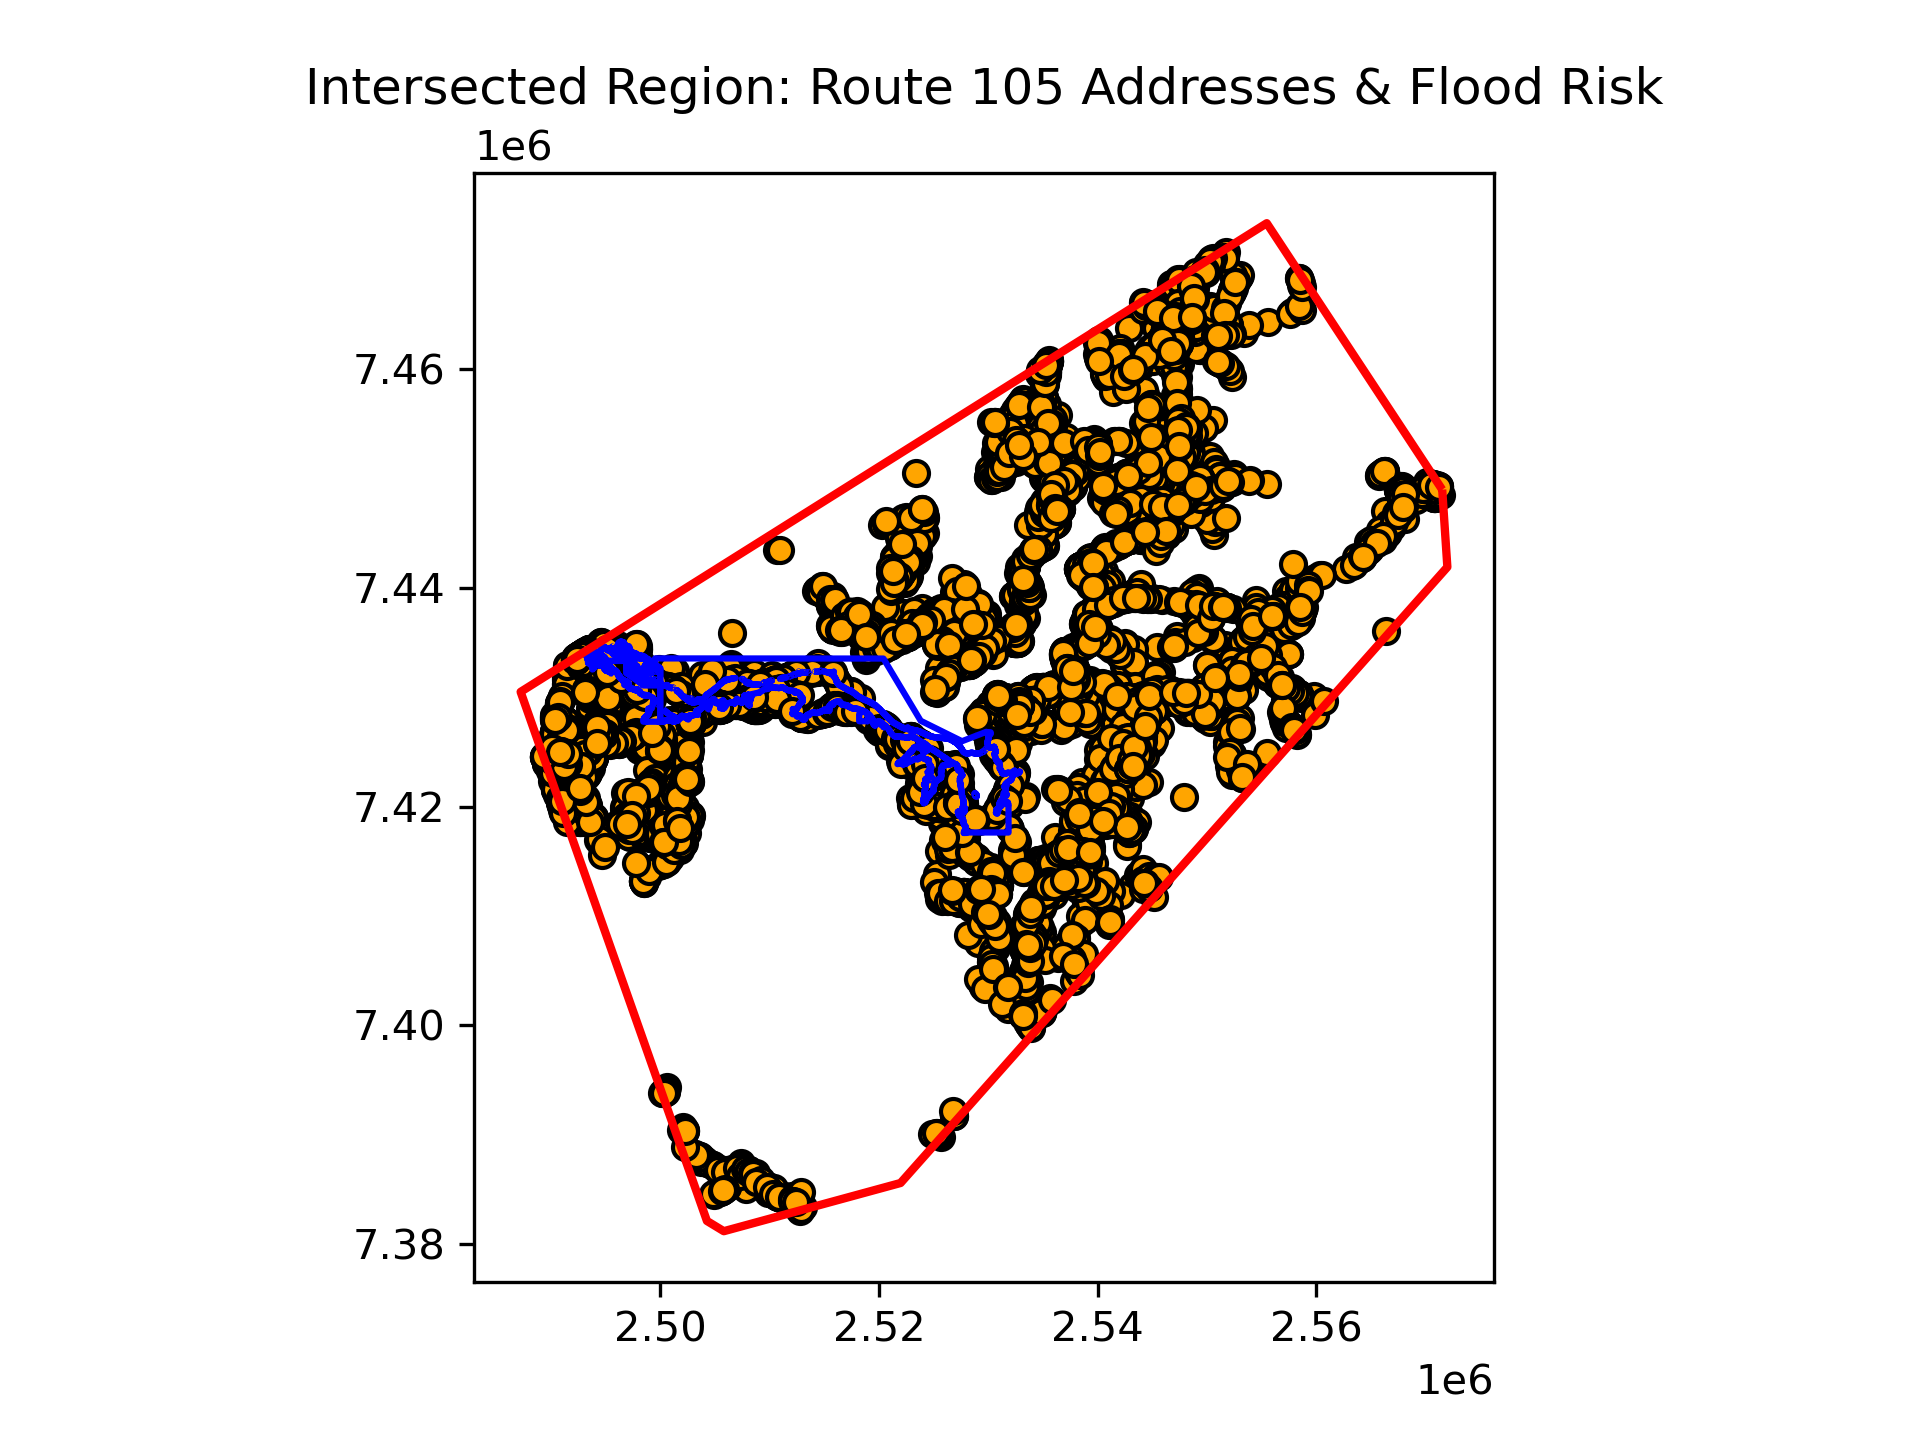 Intersected Region: Route 105 Addresses & Flood Risk
1e6
7.46
7.44
7.42
7.40
7.38
2.50 2.52 2.54 2.56
1e6